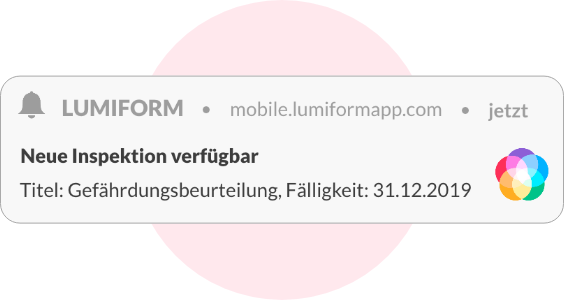 LUMIFORM • mobile.lumiformapp.com • jetzt
Neue Inspektion verfügbar
Titel: Gefährdungsbeurteilung, Fälligkeit: 31.12.2019